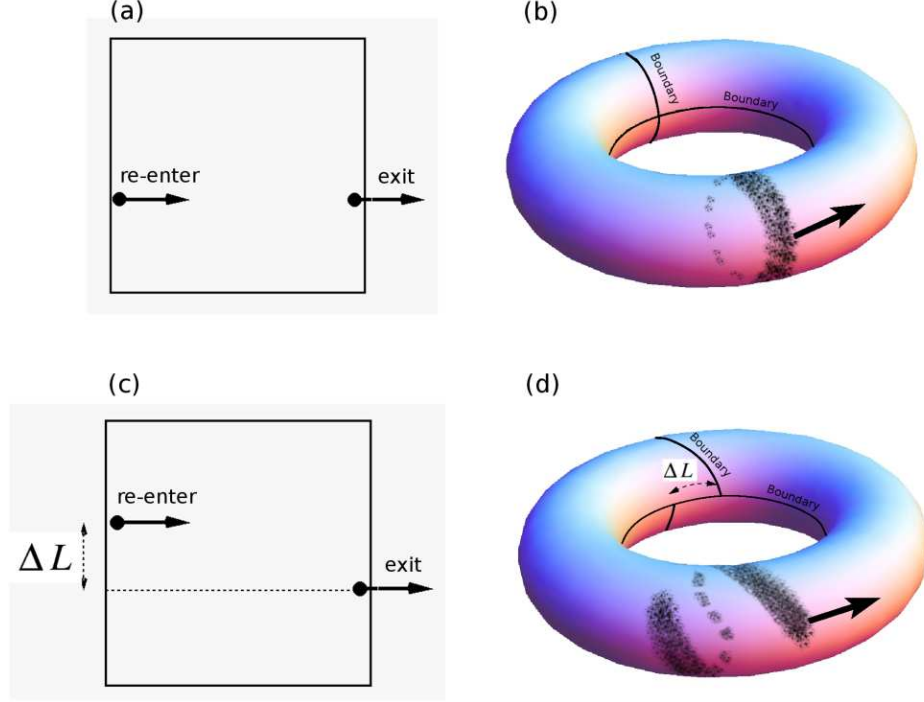 (a)
re-enter
exit
(b)
Boundary
Boundary
(c)
re-enter
ΔL
exit
(d)
Boundary
ΔL
Boundary